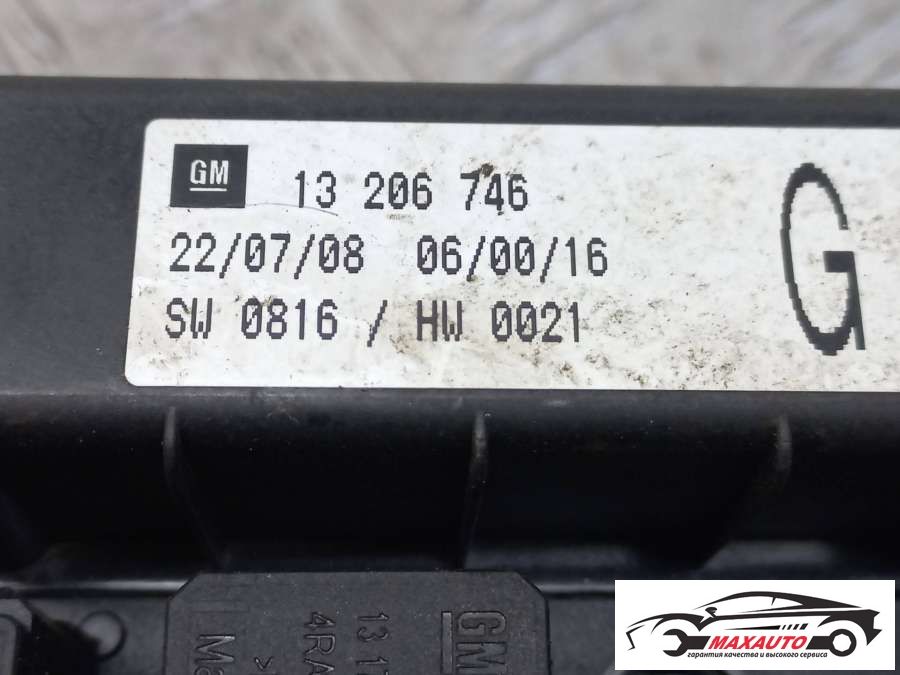 GM 13 206 746
22/07/08 06/00/16
SW 0816 / HW 0021
G
GM
MAXAUTO
гарантия качества и высокого сервиса